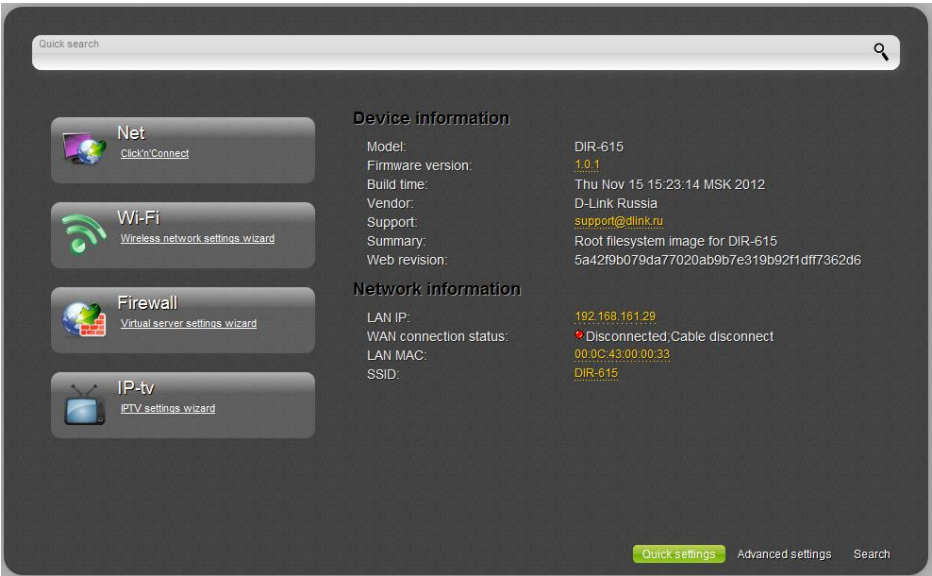 Quick search
Net
Click'n'Connect
Wi-Fi
Wireless network settings wizard
Firewall
Virtual server settings wizard
IP-tv
IPTV settings wizard
Device information
Model: DIR-615
Firmware version: 1.0.1
Build time: Thu Nov 15 15:23:14 MSK 2012
Vendor: D-Link Russia
Support: support@dlink.ru
Summary: Root filesystem image for DIR-615
Web revision: 5a42f9b079da77020ab9b7e319b92f1dff7362d6
Network information
LAN IP: 192.168.161.29
WAN connection status: Disconnected;Cable disconnect
LAN MAC: 00:0C:43:00:00:33
SSID: DIR-615
Quick settings Advanced settings Search